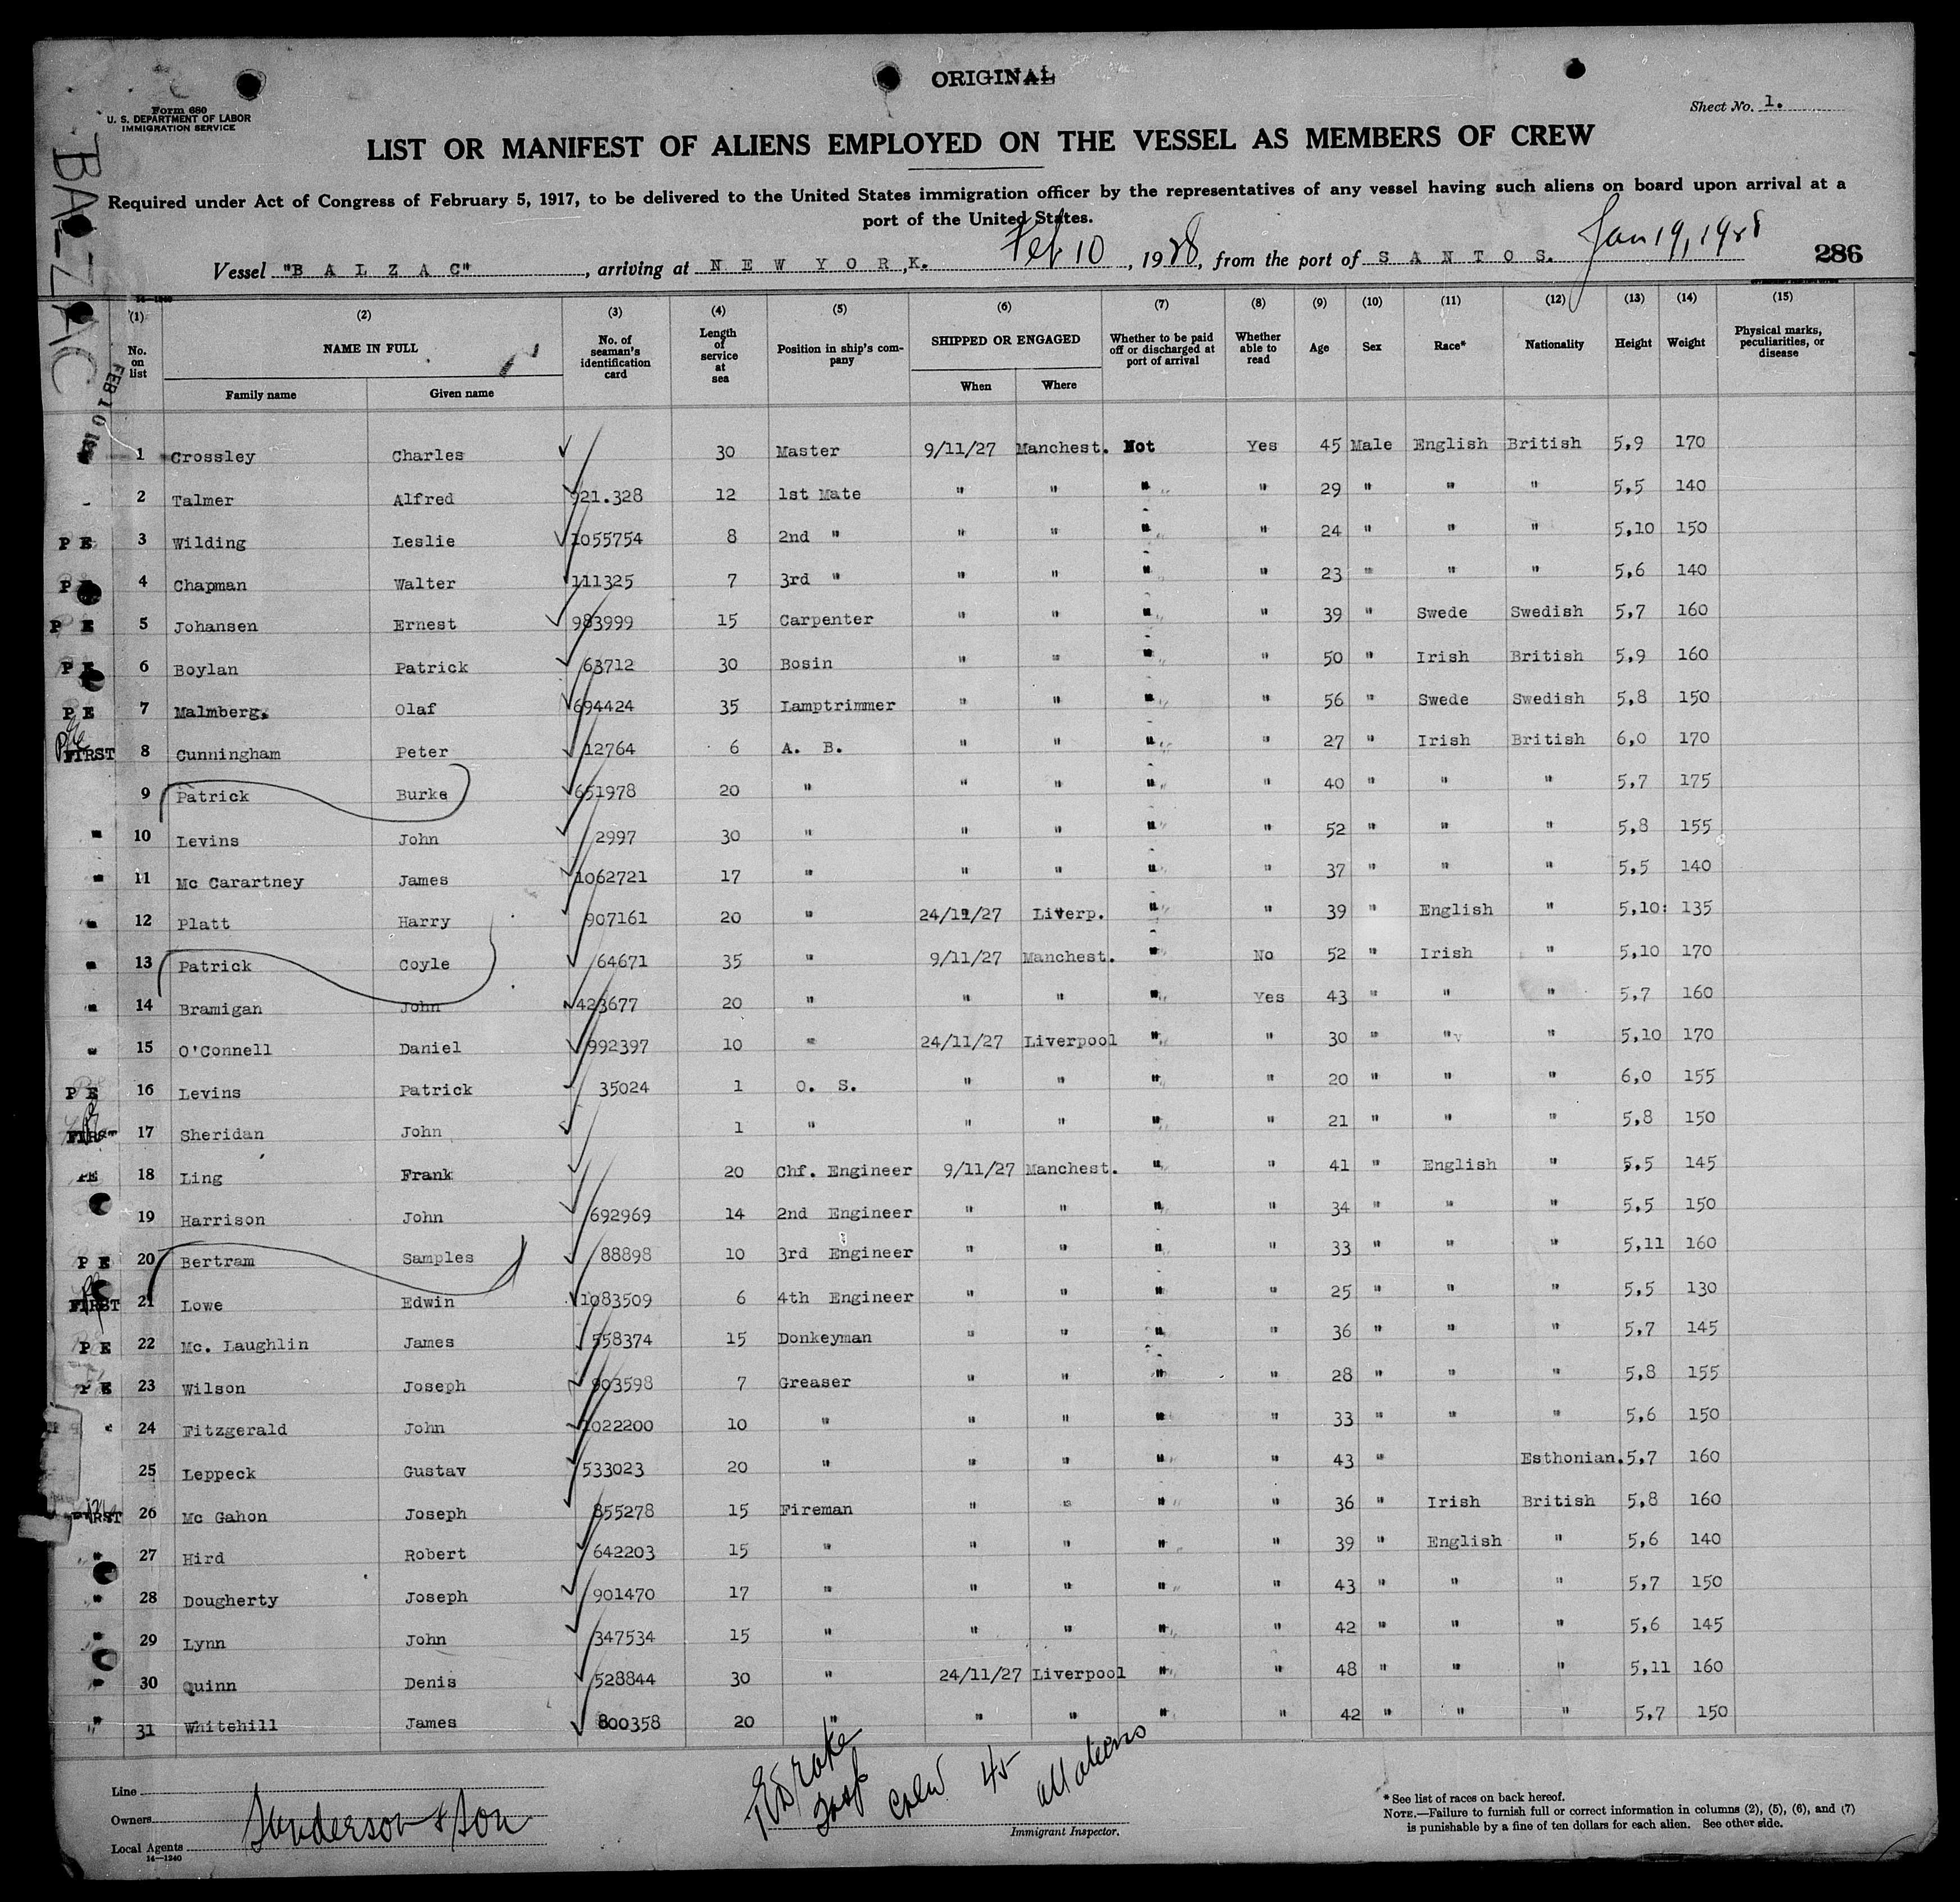 ORIGINAL
Form 680
U. S. DEPARTMENT OF LABOR
IMMIGRATION SERVICE
Sheet No. 1.
LIST OR MANIFEST OF ALIENS EMPLOYED ON THE VESSEL AS MEMBERS OF CREW
Required under Act of Congress of February 5, 1917, to be delivered to the United States immigration officer by the representatives of any vessel having such aliens on board upon arrival at a
port of the United States.
BALZAC
FEB 10
Vessel "B A L Z A C", arriving at N E W Y O R K. Feb 10, 1928, from the port of S A N T O S. Jan 19, 1928 286
(1) (2) (3) (4) (5) (6) (7) (8) (9) (10) (11) (12) (13) (14) (15)
No. on list NAME IN FULL Family name Given name No. of seaman's identification card Length of service at sea Position in ship's company SHIPPED OR ENGAGED When Where Whether to be paid off or discharged at port of arrival Whether able to read Age Sex Race* Nationality Height Weight Physical marks, peculiarities, or disease
1 Crossley Charles 30 Master 9/11/27 Manchest. Not Yes 45 Male English British 5,9 170
2 Talmer Alfred 921.328 12 1st Mate " " " " 29 " " " 5,5 140
P E 3 Wilding Leslie 1055754 8 2nd " " " " " 24 " " " 5,10 150
P 4 Chapman Walter 111325 7 3rd " " " " " 23 " " " 5,6 140
P E 5 Johansen Ernest 983999 15 Carpenter " " " " 39 " Swede Swedish 5,7 160
P E 6 Boylan Patrick 63712 30 Bosin " " " " 50 " Irish British 5,9 160
P E 7 Malmberg, Olaf 694424 35 Lamptrimmer " " " " 56 " Swede Swedish 5,8 150
FIRST 8 Cunningham Peter 12764 6 A. B. " " " " 27 " Irish British 6,0 170
9 Patrick Burke 651978 20 " " " " " 40 " " " 5,7 175
" 10 Levins John 2997 30 " " " " " 52 " " " 5,8 155
" 11 Mc Carartney James 1062721 17 " " " " " 37 " " " 5,5 140
" 12 Platt Harry 907161 20 " 24/11/27 Liverp. " " 39 " English " 5,10: 135
" 13 Patrick Coyle 64671 35 " 9/11/27 Manchest. " No 52 " Irish " 5,10 170
" 14 Bramigan John 423677 20 " " " " Yes 43 " " " 5,7 160
" 15 O'Connell Daniel 992397 10 " 24/11/27 Liverpool " " 30 " " " 5,10 170
P E 16 Levins Patrick 35024 1 O. S. " " " " 20 " " " 6,0 155
FIRST 17 Sheridan John 1 " " " " " 21 " " " 5,8 150
PE 18 Ling Frank 20 Chf. Engineer 9/11/27 Manchest. " " 41 " English " 5,5 145
19 Harrison John 692969 14 2nd Engineer " " " " 34 " " " 5,5 150
P E 20 Bertram Samples 88898 10 3rd Engineer " " " " 33 " " " 5,11 160
FIRST 21 Lowe Edwin 1083509 6 4th Engineer " " " " 25 " " " 5,5 130
P E 22 Mc. Laughlin James 558374 15 Donkeyman " " " " 36 " " " 5,7 145
P E 23 Wilson Joseph 903598 7 Greaser " " " " 28 " " " 5,8 155
24 Fitzgerald John 1022200 10 " " " " " 33 " " " 5,6 150
25 Leppeck Gustav 533023 20 " " " " " 43 " Esthonian. 5,7 160
FIRST 26 Mc Gahon Joseph 855278 15 Fireman " " " " 36 " Irish British 5,8 160
" 27 Hird Robert 642203 15 " " " " " 39 " English " 5,6 140
" 28 Dougherty Joseph 901470 17 " " " " " 43 " " " 5,7 150
" 29 Lynn John 347534 15 " " " " " 42 " " " 5,6 145
" 30 Quinn Denis 528844 30 " 24/11/27 Liverpool " " 48 " " " 5,11 160
" 31 Whitehill James 800358 20 " " " " " 42 " " " 5,7 150
Line
Owners
Local Agents
Sanderson & Son
14—1240
Crew 45 all aliens
Immigrant Inspector.
* See list of races on back hereof.
NOTE.—Failure to furnish full or correct information in columns (2), (5), (6), and (7)
is punishable by a fine of ten dollars for each alien. See other side.